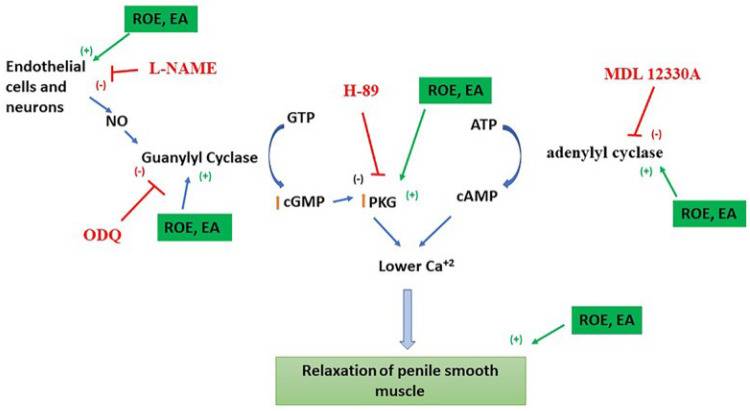 ROE, EA
(+)
Endothelial
cells and
neurons
(-)
L-NAME
NO
Guanylyl Cyclase
(-)
(+)
ROE, EA
ODQ
GTP
cGMP
H-89
ROE, EA
(-)
PKG
(+)
ATP
cAMP
MDL 12330A
(-)
adenylyl cyclase
(+)
ROE, EA
Lower Ca+2
ROE, EA
(+)
Relaxation of penile smooth
muscle